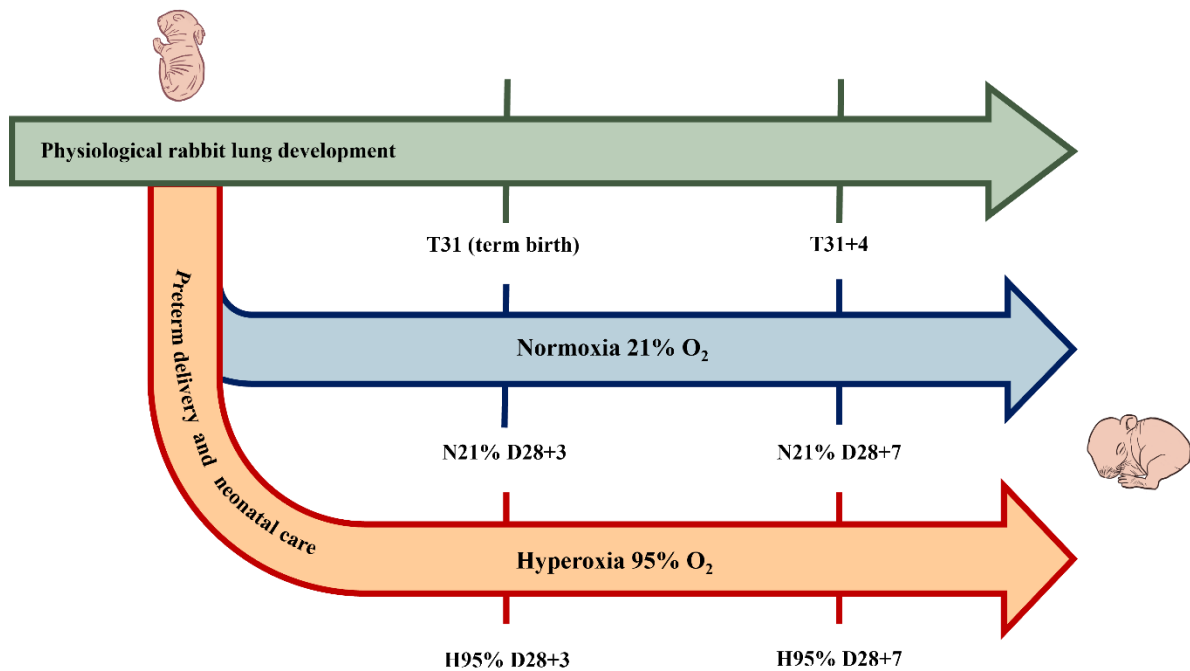 Physiological rabbit lung development
T31 (term birth)
T31+4
Preterm delivery and neonatal care
Normoxia 21% O₂
N21% D28+3
N21% D28+7
Hyperoxia 95% O₂
H95% D28+3
H95% D28+7